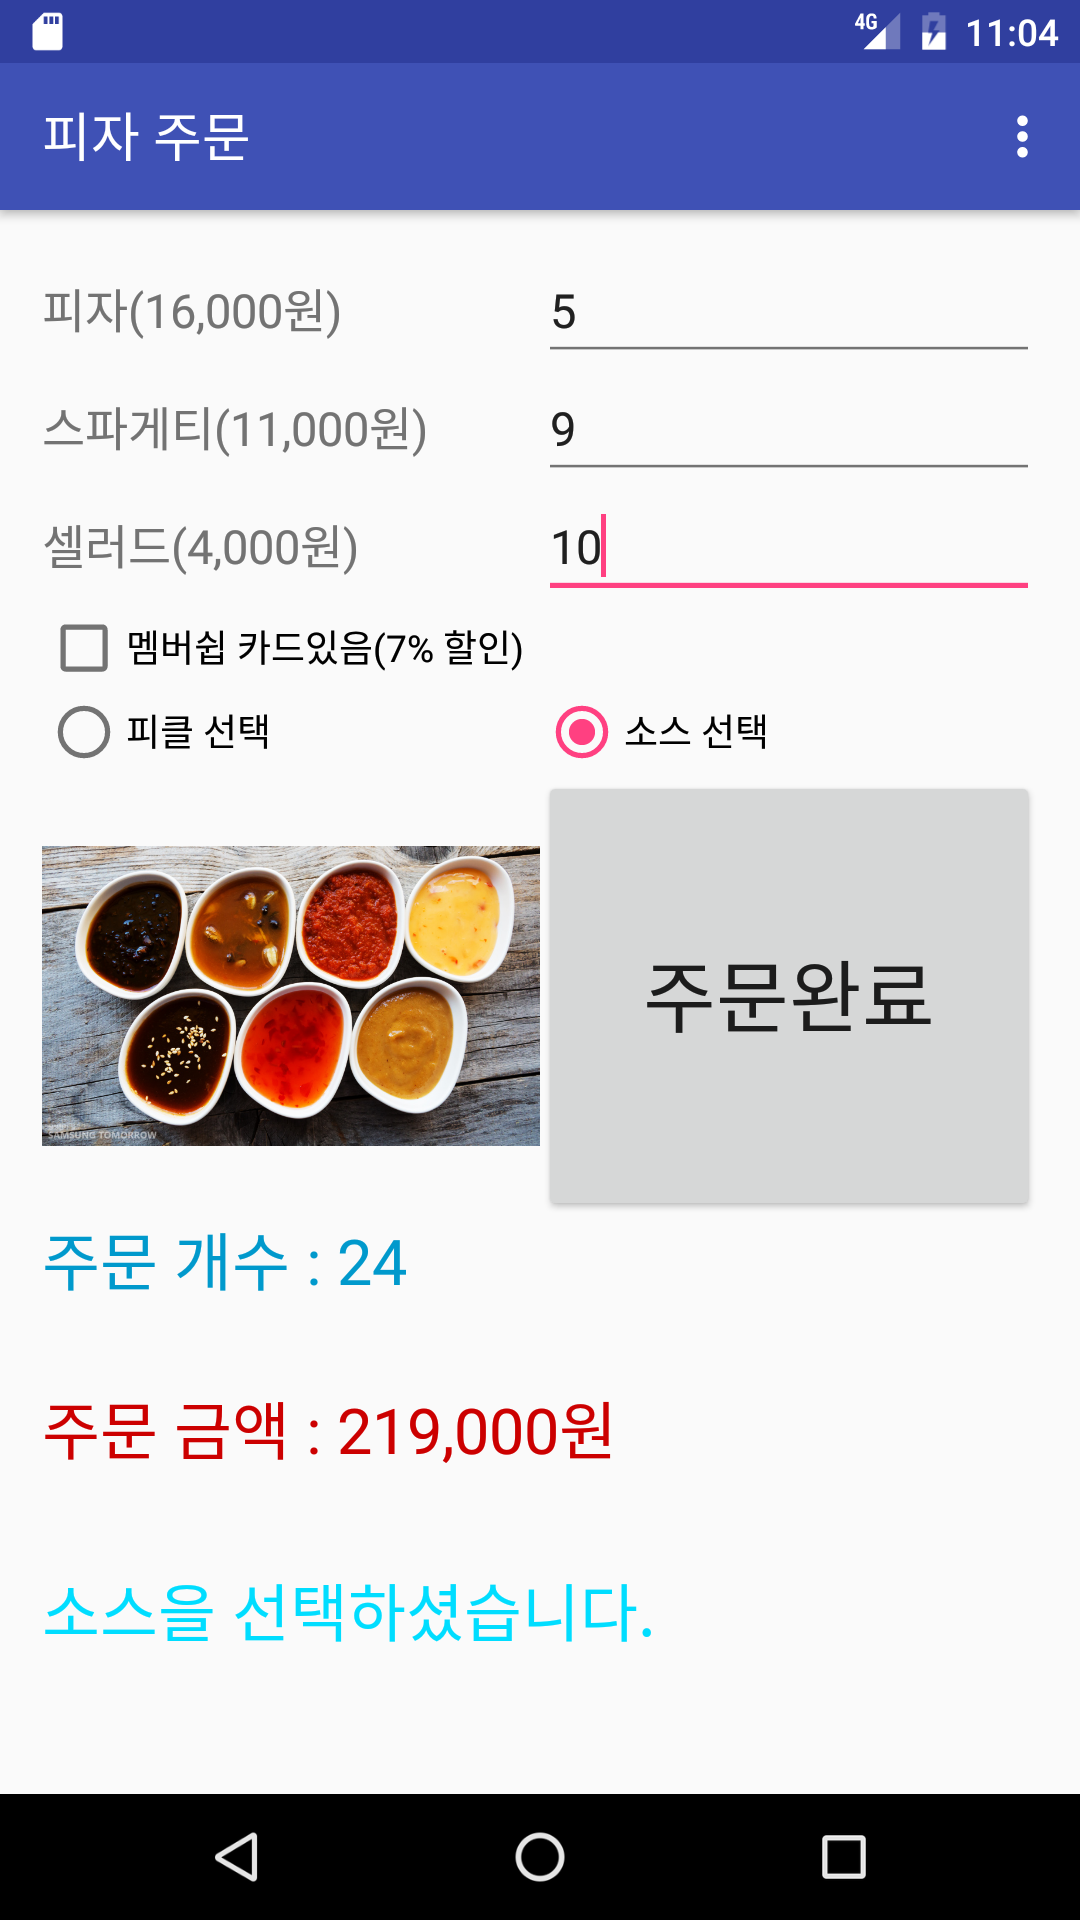 4G 11:04
피자 주문
피자(16,000원) 5
스파게티(11,000원) 9
셀러드(4,000원) 10
멤버쉽 카드있음(7% 할인)
피클 선택 소스 선택
주문완료
SAMSUNG TOMORROW
주문 개수 : 24
주문 금액 : 219,000원
소스을 선택하셨습니다.